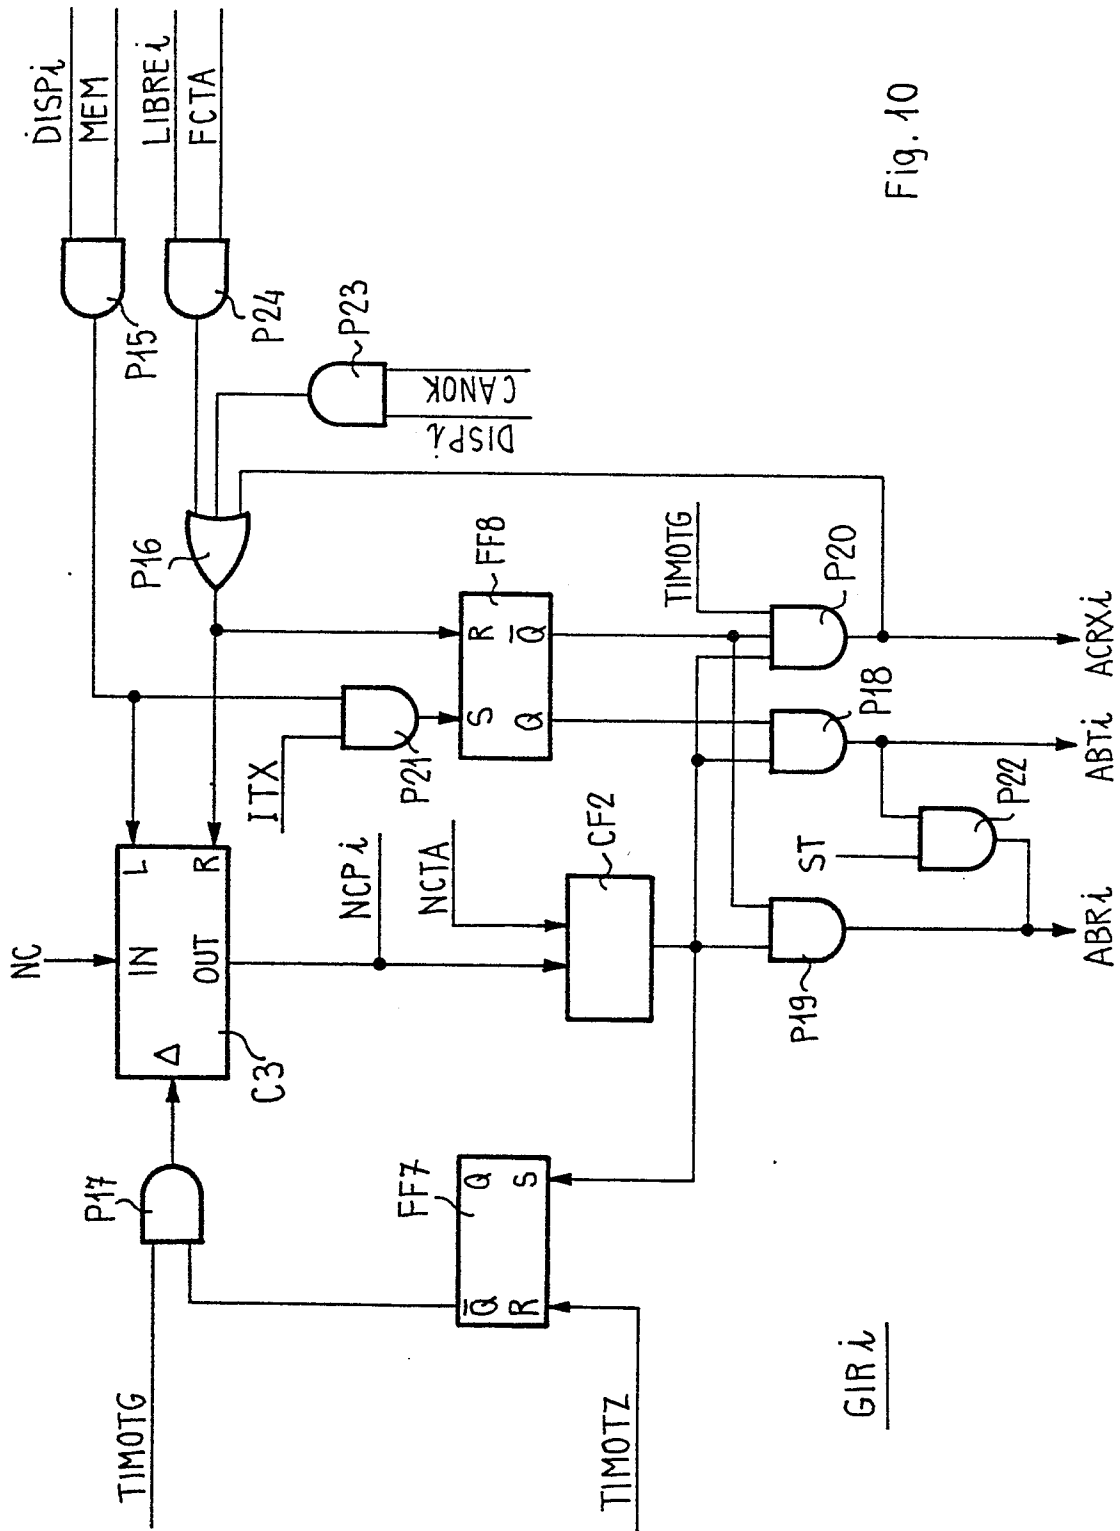 DISPi
MEM
LIBREi
FCTA
Fig. 10
P15
P24
P23
CANOK
DISPi
P16
FF8
R
Q̅
S
Q
TIMOTG
P20
ACRXi
ITX
P21
P18
ABTi
P22
ST
NC
IN
L
OUT
R
Δ
C3
NCPi
NCTA
CF2
P19
ABRi
P17
FF7
Q
S
Q̅
R
TIMOTG
TIMOTZ
GIRi